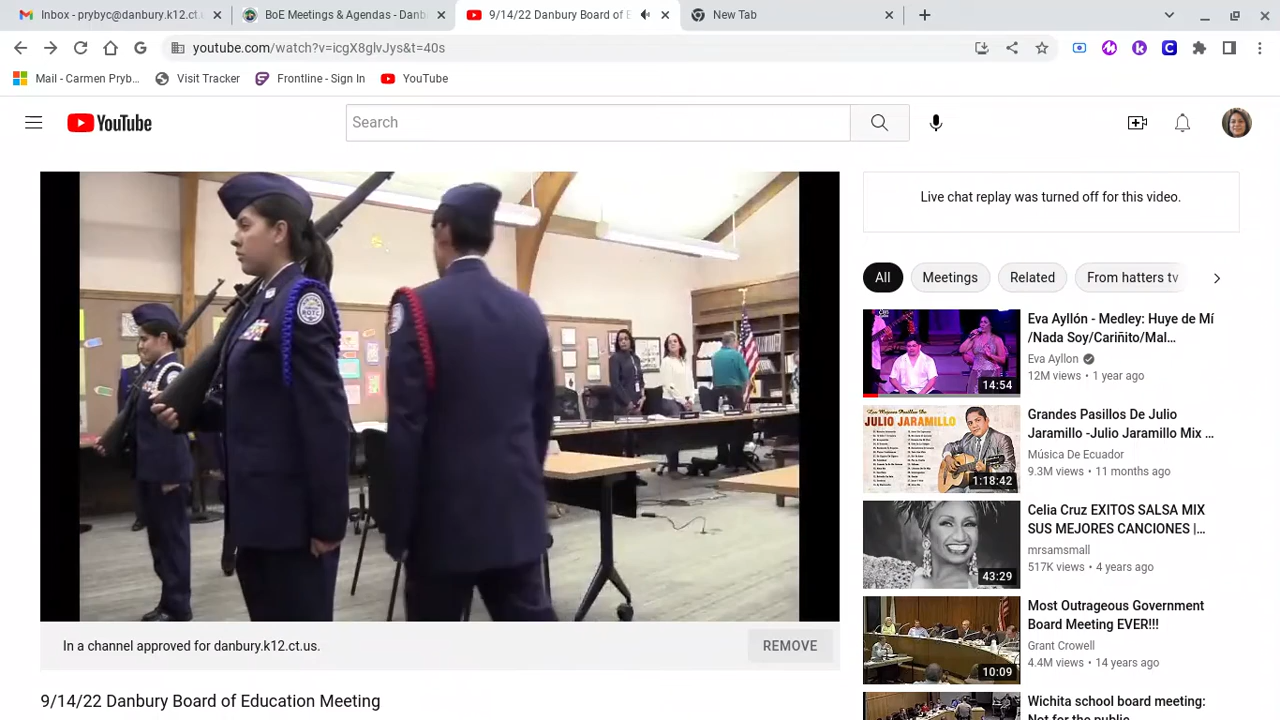 Inbox - prybyc@danbury.k12.ct.u
BoE Meetings & Agendas - Danb
9/14/22 Danbury Board of E
New Tab
youtube.com/watch?v=icgX8glvJys&t=40s
Mail - Carmen Pryb...
Visit Tracker
Frontline - Sign In
YouTube
YouTube
Search
Live chat replay was turned off for this video.
All
Meetings
Related
From hatters tv
Eva Ayllón - Medley: Huye de Mí
/Nada Soy/Cariñito/Mal...
Eva Ayllon
12M views • 1 year ago
14:54
JULIO JARAMILLO
Grandes Pasillos De Julio
Jaramillo -Julio Jaramillo Mix ...
Música De Ecuador
9.3M views • 11 months ago
1:18:42
Celia Cruz EXITOS SALSA MIX
SUS MEJORES CANCIONES |...
mrsamsmall
517K views • 4 years ago
43:29
Most Outrageous Government
Board Meeting EVER!!!
Grant Crowell
4.4M views • 14 years ago
10:09
Wichita school board meeting:
Not for the public
In a channel approved for danbury.k12.ct.us.
REMOVE
9/14/22 Danbury Board of Education Meeting